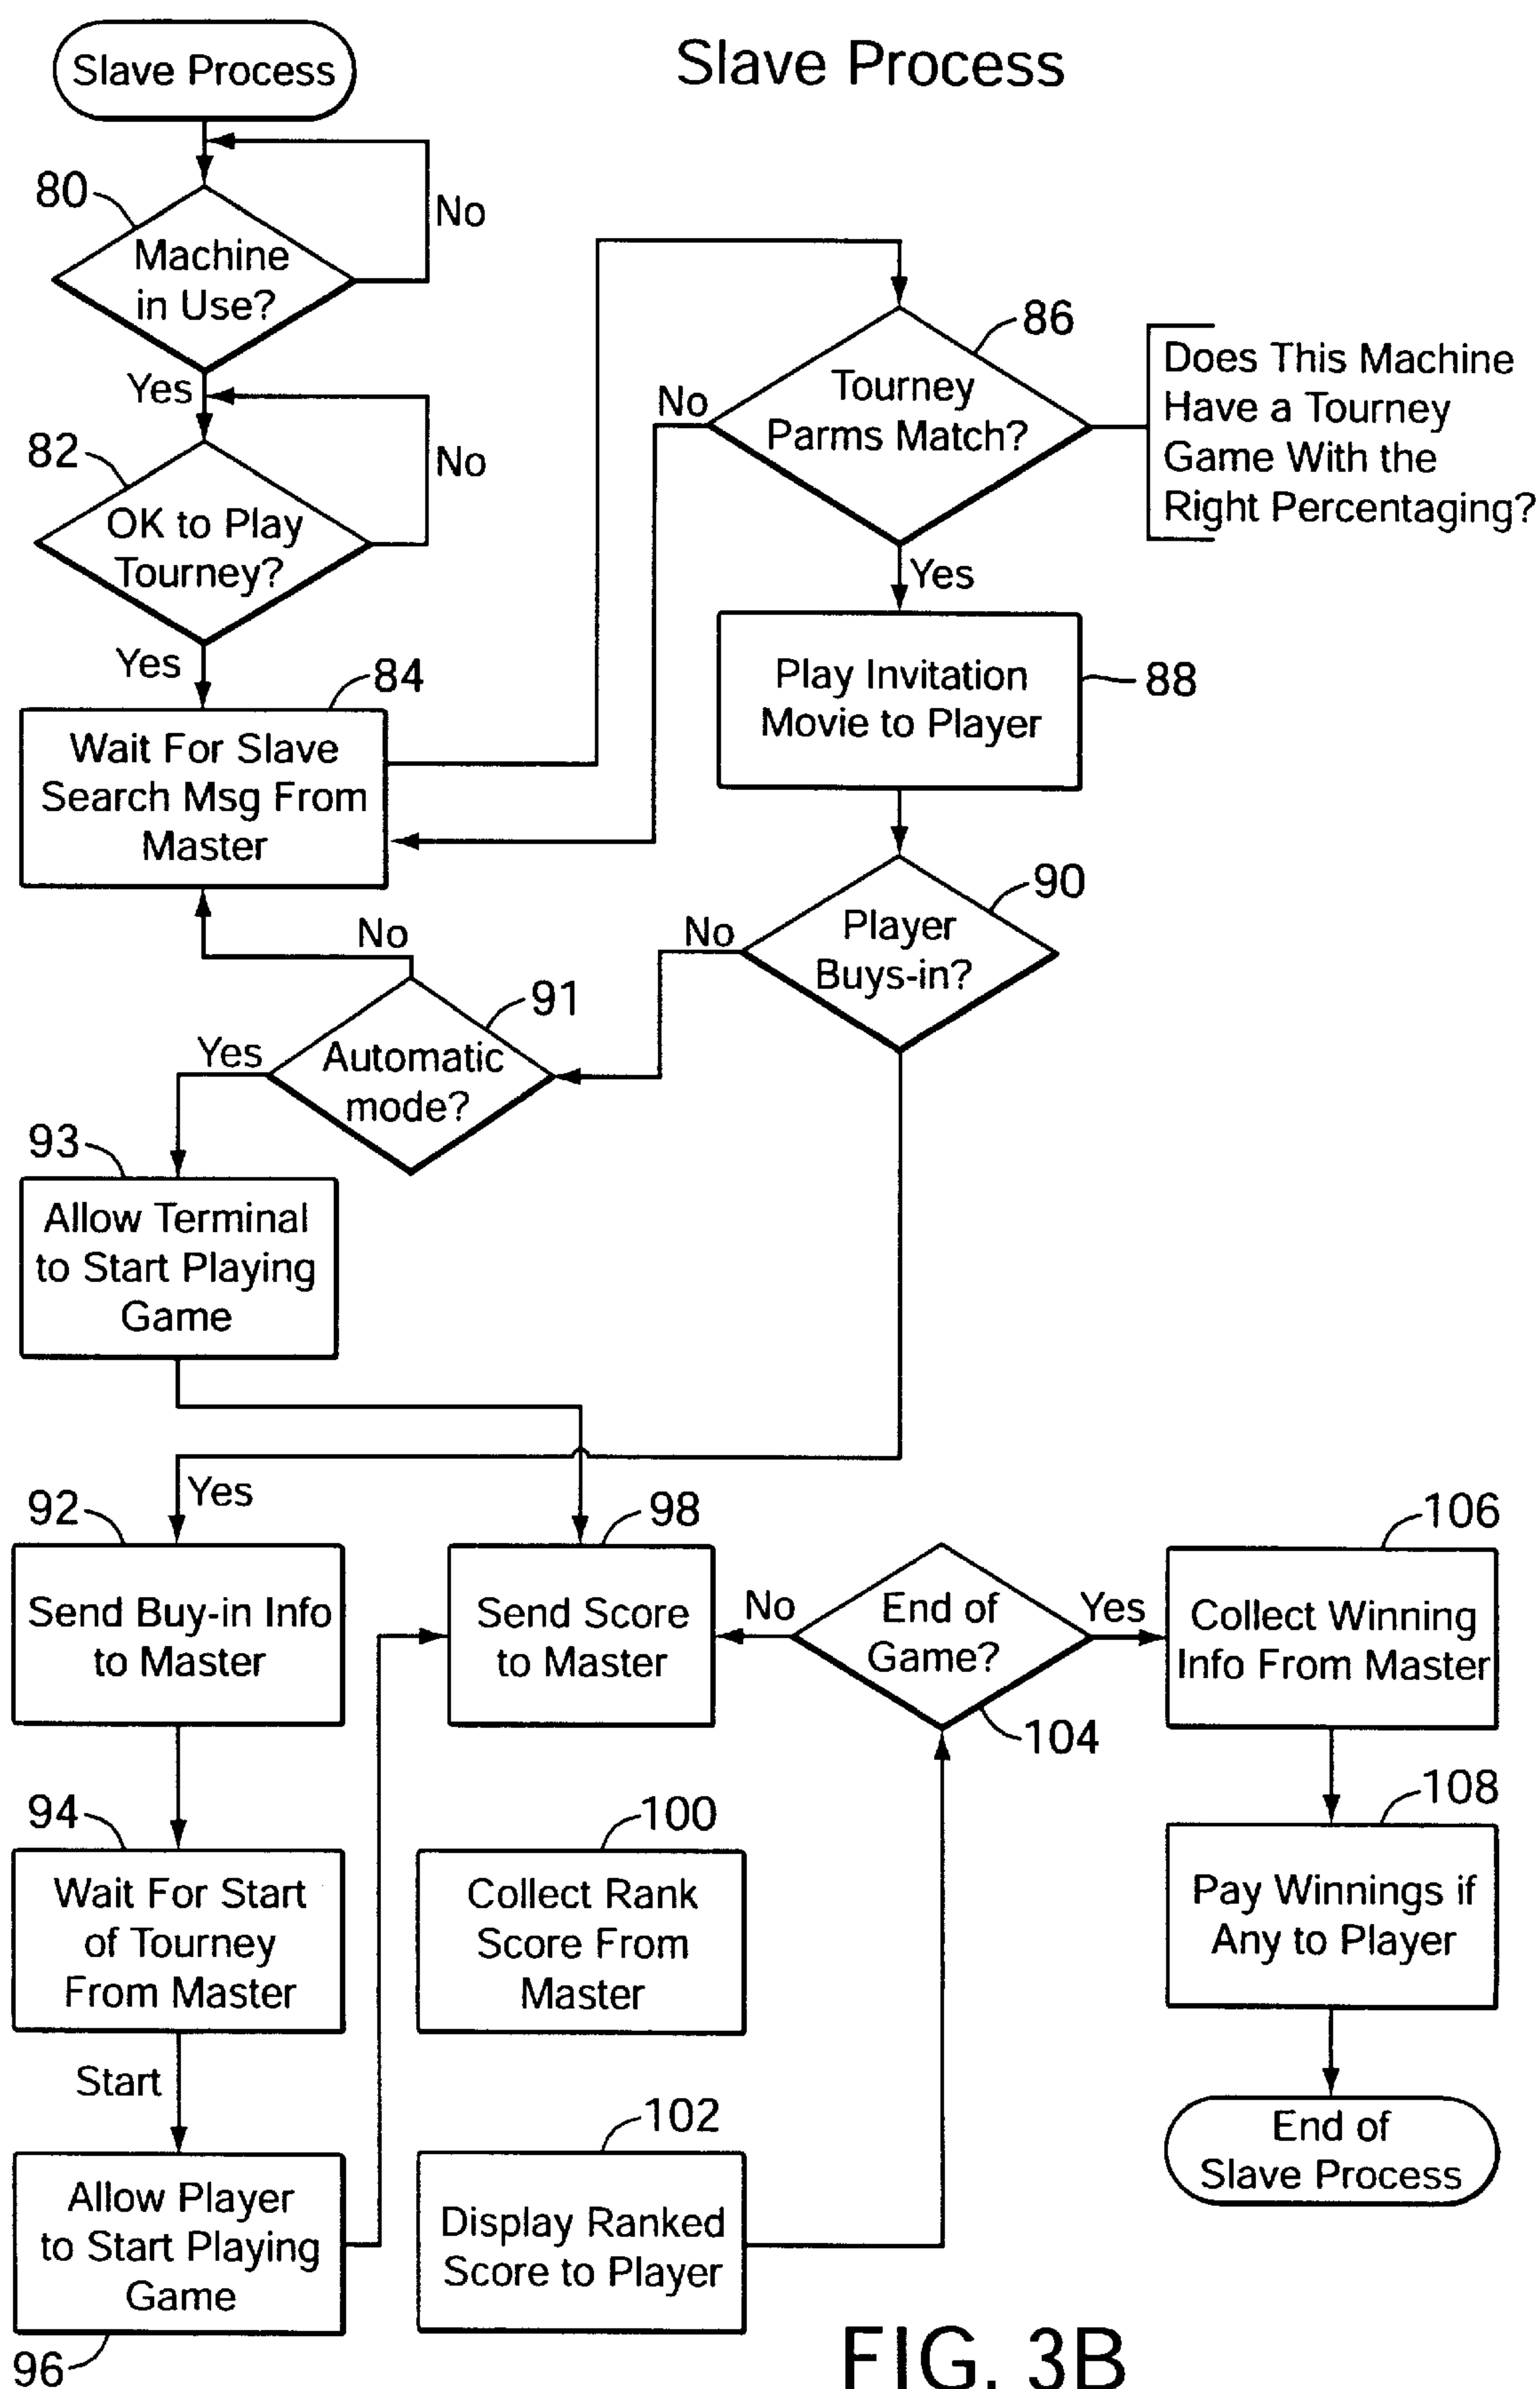 Slave Process
Slave Process
80
Machine
in Use?
No
Yes
82
OK to Play
Tourney?
No
Yes
84
Wait For Slave
Search Msg From
Master
86
Tourney
Parms Match?
No
Does This Machine
Have a Tourney
Game With the
Right Percentaging?
Yes
Play Invitation
Movie to Player
88
90
Player
Buys-in?
No
No
91
Automatic
mode?
Yes
93
Allow Terminal
to Start Playing
Game
Yes
92
Send Buy-in Info
to Master
94
Wait For Start
of Tourney
From Master
Start
Allow Player
to Start Playing
Game
96
98
Send Score
to Master
100
Collect Rank
Score From
Master
102
Display Ranked
Score to Player
No
End of
Game?
Yes
104
106
Collect Winning
Info From Master
108
Pay Winnings if
Any to Player
End of
Slave Process
FIG. 3B